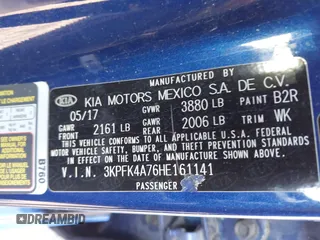 MANUFACTURED BY
KIA KIA MOTORS MEXICO S.A. DE C.V.
05/17 GVWR 3880 LB PAINT B2R
GAWR FRONT 2161 LB GAWR REAR 2006 LB TRIM WK
THIS VEHICLE CONFORMS TO ALL APPLICABLE FEDERAL
MOTOR VEHICLE SAFETY, BUMPER, AND THEFT PREVENTION
STANDARDS IN EFFECT ON THE DATE OF MANUFACTURE
V.I.N. 3KPFK4A76HE161141
PASSENGER
B760
DREAMBID